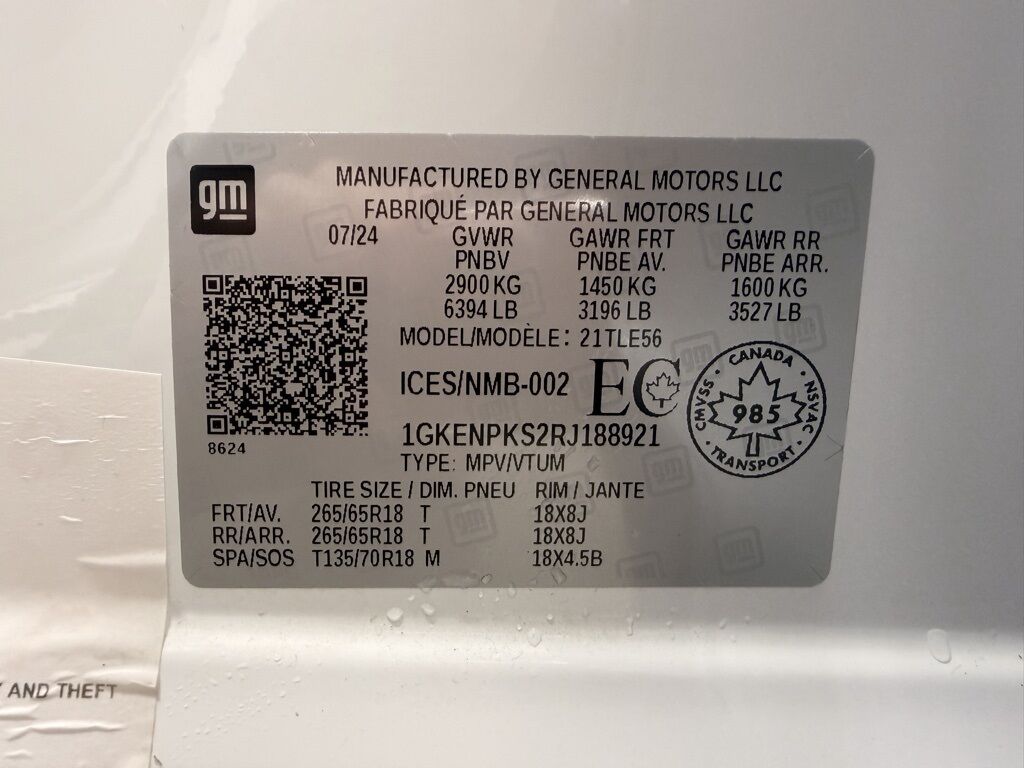 gm
MANUFACTURED BY GENERAL MOTORS LLC
FABRIQUÉ PAR GENERAL MOTORS LLC
07/24 GVWR GAWR FRT GAWR RR
PNBV PNBE AV. PNBE ARR.
2900 KG 1450 KG 1600 KG
6394 LB 3196 LB 3527 LB
MODEL/MODÈLE: 21TLE56
ICES/NMB-002 EC
CANADA
CMVSS 985 NSVAC
TRANSPORT
8624
1GKENPKS2RJ188921
TYPE: MPV/VTUM
TIRE SIZE / DIM. PNEU RIM / JANTE
FRT/AV. 265/65R18 T 18X8J
RR/ARR. 265/65R18 T 18X8J
SPA/SOS T135/70R18 M 18X4.5B
AND THEFT